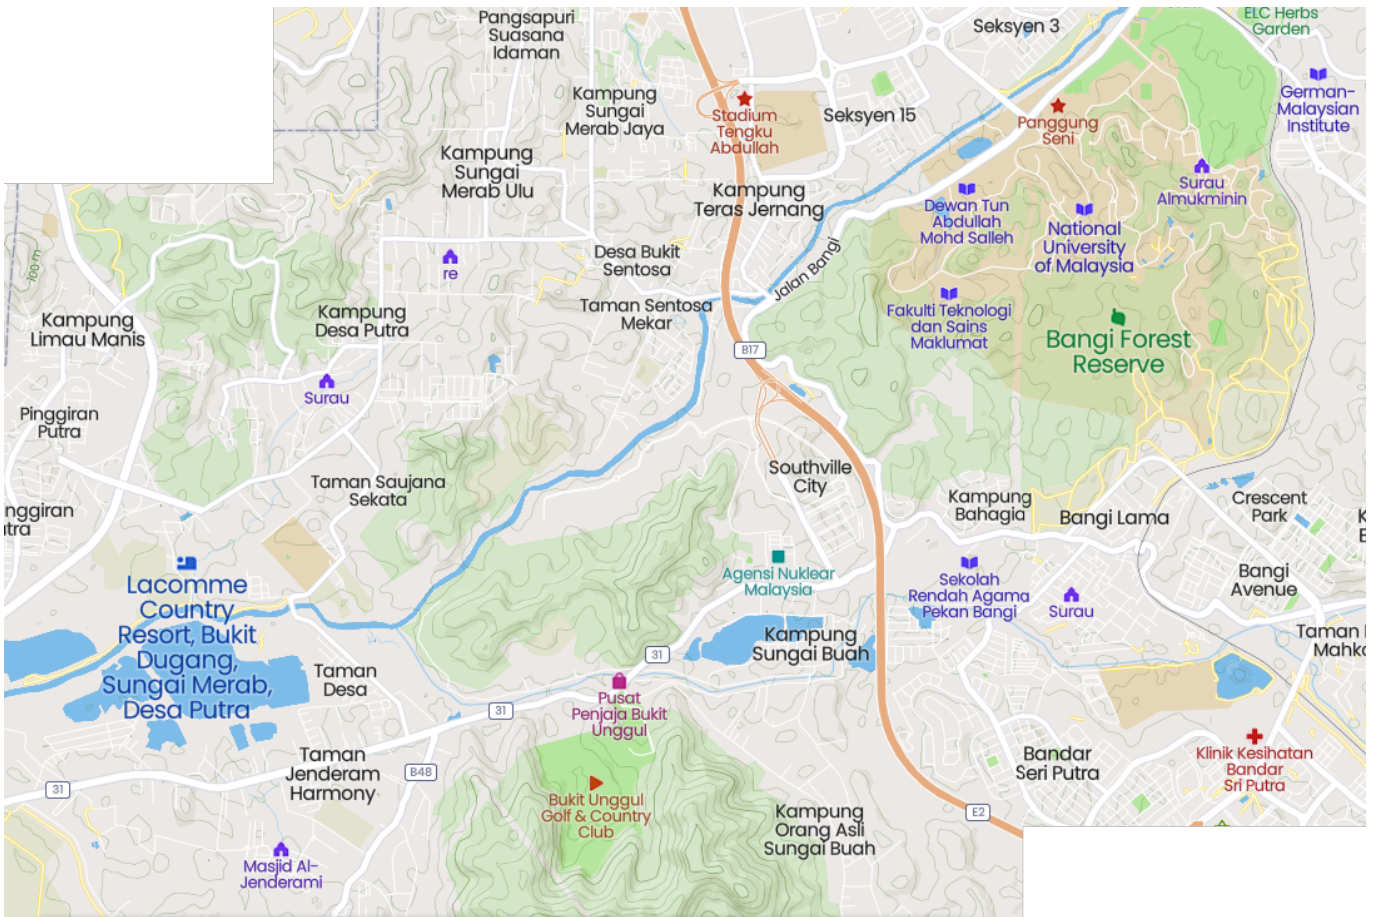 Pangsapuri
Suasana
Idaman
Seksyen 3
ELC Herbs
Garden
German-
Malaysian
Institute
Kampung
Sungai
Merab Jaya
Stadium
Tengku
Abdullah
Seksyen 15
Panggung
Seni
Kampung
Sungai
Merab Ulu
Kampung
Teras Jernang
Dewan Tun
Abdullah
Mohd Salleh
National
University
of Malaysia
Surau
Almukminin
100 m
re
Desa Bukit
Sentosa
Jalan Bangi
Kampung
Limau Manis
Kampung
Desa Putra
Taman Sentosa
Mekar
Fakulti Teknologi
dan Sains
Maklumat
Bangi Forest
Reserve
B17
Surau
Pinggiran
Putra
Taman Saujana
Sekata
Southville
City
Kampung
Bahagia
Bangi Lama
Crescent
Park
K
nggiran
tra
Lacomme
Country
Resort, Bukit
Dugang,
Sungai Merab,
Desa Putra
Agensi Nuklear
Malaysia
Sekolah
Rendah Agama
Pekan Bangi
Surau
Bangi
Avenue
Kampung
Sungai Buah
Taman
Mahk
31
Taman
Desa
Pusat
Penjaja Bukit
Unggul
31
Taman
Jenderam
Harmony
B48
31
Bukit Unggul
Golf & Country
Club
Bandar
Seri Putra
Klinik Kesihatan
Bandar
Sri Putra
E2
Kampung
Orang Asli
Sungai Buah
Masjid Al-
Jenderami